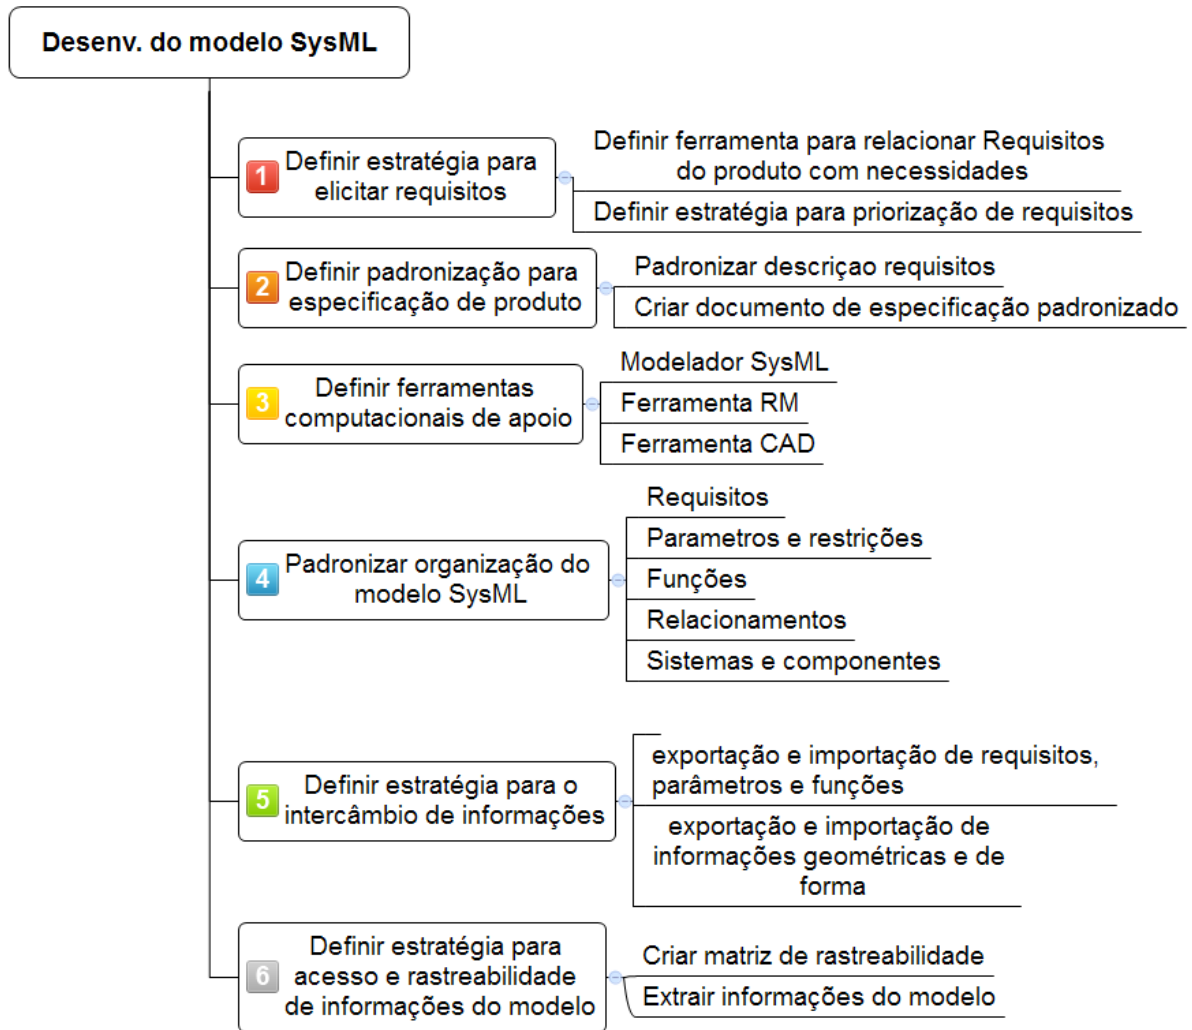 Desenv. do modelo SysML
1
Definir estratégia para
elicitar requisitos
Definir ferramenta para relacionar Requisitos
do produto com necessidades
Definir estratégia para priorização de requisitos
2
Definir padronização para
especificação de produto
Padronizar descriçao requisitos
Criar documento de especificação padronizado
3
Definir ferramentas
computacionais de apoio
Modelador SysML
Ferramenta RM
Ferramenta CAD
4
Padronizar organização do
modelo SysML
Requisitos
Parametros e restrições
Funções
Relacionamentos
Sistemas e componentes
5
Definir estratégia para o
intercâmbio de informações
exportação e importação de requisitos,
parâmetros e funções
exportação e importação de
informações geométricas e de
forma
6
Definir estratégia para
acesso e rastreabilidade
de informações do modelo
Criar matriz de rastreabilidade
Extrair informações do modelo